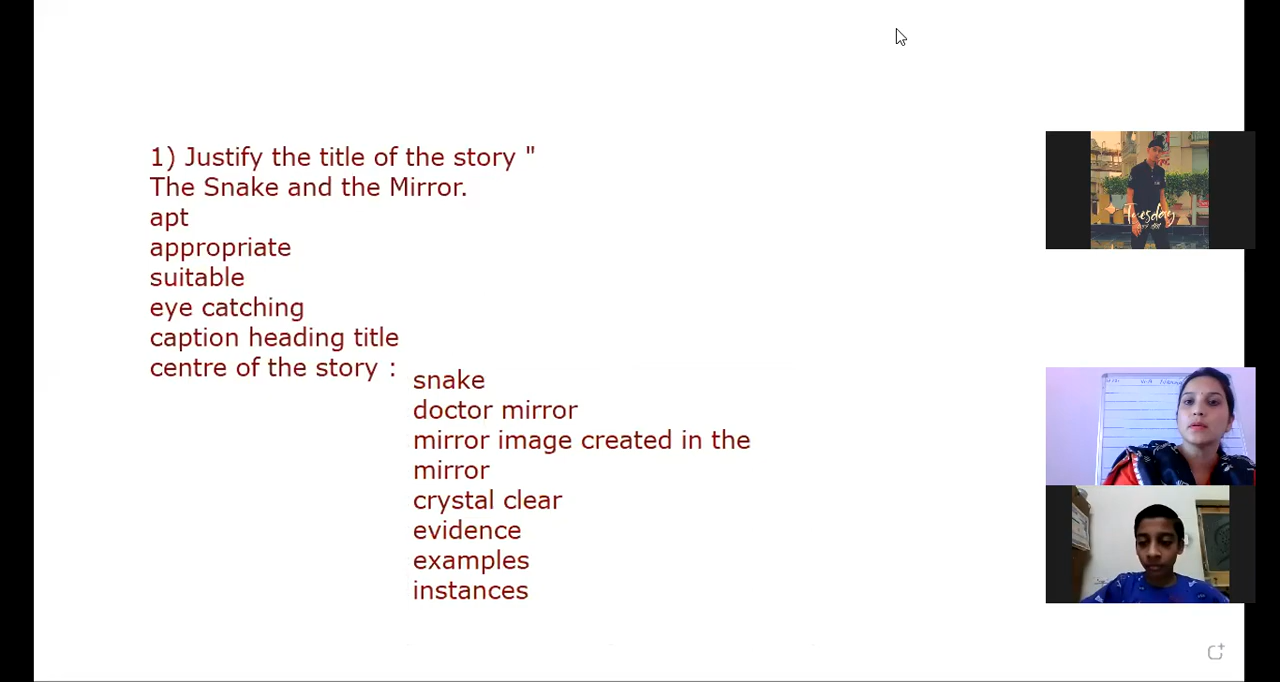 1) Justify the title of the story "
The Snake and the Mirror.
apt
appropriate
suitable
eye catching
caption heading title
centre of the story :
snake
doctor mirror
mirror image created in the
mirror
crystal clear
evidence
examples
instances
Tuesday